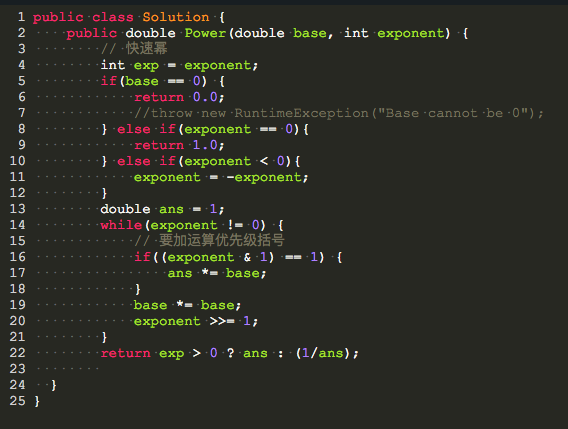 1 public class Solution {
2     public double Power(double base, int exponent) {
3         // 快速幂
4         int exp = exponent;
5         if(base == 0) {
6             return 0.0;
7             //throw new RuntimeException("Base cannot be 0");
8         } else if(exponent == 0){
9             return 1.0;
10         } else if(exponent < 0){
11             exponent = -exponent;
12         }
13         double ans = 1;
14         while(exponent != 0) {
15             // 要加运算优先级括号
16             if((exponent & 1) == 1) {
17                 ans *= base;
18             }
19             base *= base;
20             exponent >>= 1;
21         }
22         return exp > 0 ? ans : (1/ans);
23
24   }
25 }